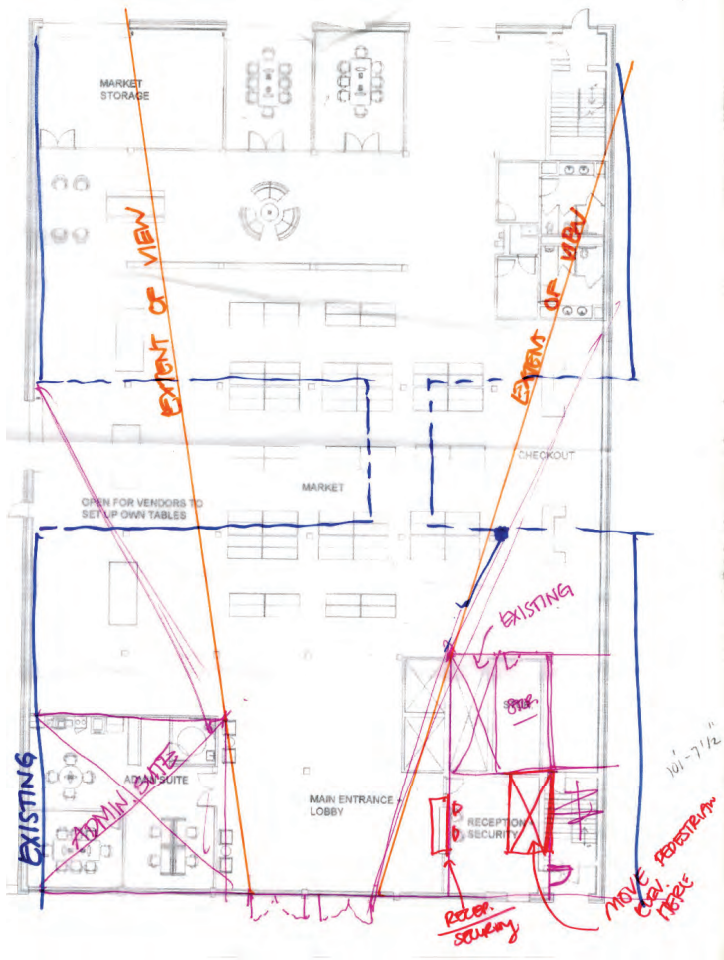 MARKET
STORAGE
EXTENT OF VIEW
EXTENT OF VIEW
CHECKOUT
MARKET
OPEN FOR VENDORS TO
SET UP OWN TABLES
EXISTING
STOR.
EXISTING
ADMIN SUITE
ADMIN. SUITE
MAIN ENTRANCE
LOBBY
RECEPTION
SECURITY
101'-7 1/2"
MOVE PEDESTRIAN
ELEV.
HERE
RECEP.
SECURITY